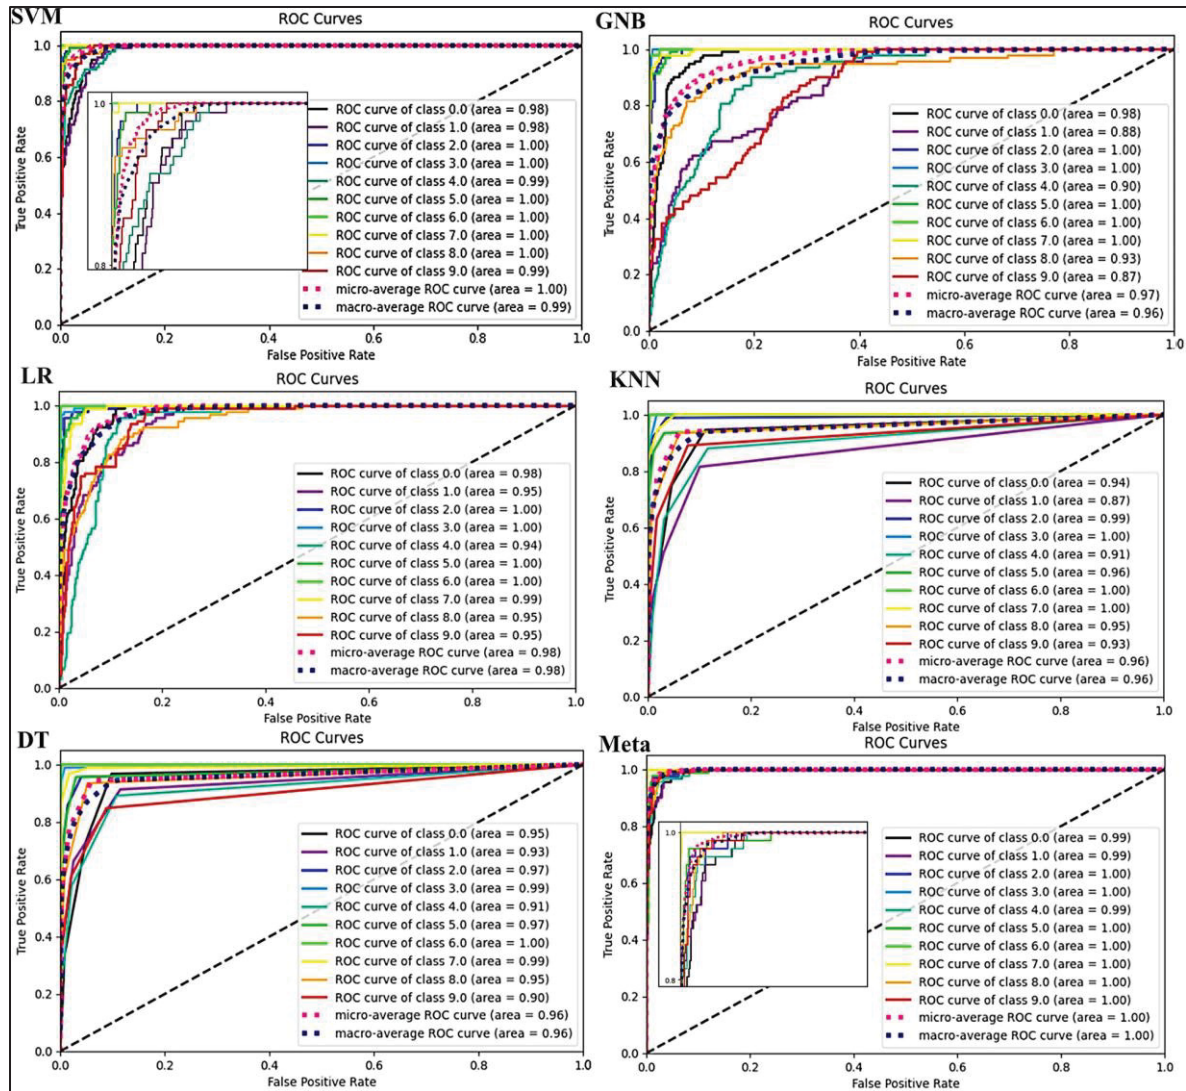 SVM
ROC Curves
True Positive Rate
1.0
0.8
0.6
0.4
0.2
0.0
1.0
0.8
ROC curve of class 0.0 (area = 0.98)
ROC curve of class 1.0 (area = 0.98)
ROC curve of class 2.0 (area = 1.00)
ROC curve of class 3.0 (area = 1.00)
ROC curve of class 4.0 (area = 0.99)
ROC curve of class 5.0 (area = 1.00)
ROC curve of class 6.0 (area = 1.00)
ROC curve of class 7.0 (area = 1.00)
ROC curve of class 8.0 (area = 1.00)
ROC curve of class 9.0 (area = 0.99)
micro-average ROC curve (area = 1.00)
macro-average ROC curve (area = 0.99)
0.0 0.2 0.4 0.6 0.8 1.0
False Positive Rate
GNB
ROC Curves
True Positive Rate
1.0
0.8
0.6
0.4
0.2
0.0
ROC curve of class 0.0 (area = 0.98)
ROC curve of class 1.0 (area = 0.88)
ROC curve of class 2.0 (area = 1.00)
ROC curve of class 3.0 (area = 1.00)
ROC curve of class 4.0 (area = 0.90)
ROC curve of class 5.0 (area = 1.00)
ROC curve of class 6.0 (area = 1.00)
ROC curve of class 7.0 (area = 1.00)
ROC curve of class 8.0 (area = 0.93)
ROC curve of class 9.0 (area = 0.87)
micro-average ROC curve (area = 0.97)
macro-average ROC curve (area = 0.96)
0.0 0.2 0.4 0.6 0.8 1.0
False Positive Rate
LR
ROC Curves
True Positive Rate
1.0
0.8
0.6
0.4
0.2
0.0
ROC curve of class 0.0 (area = 0.98)
ROC curve of class 1.0 (area = 0.95)
ROC curve of class 2.0 (area = 1.00)
ROC curve of class 3.0 (area = 1.00)
ROC curve of class 4.0 (area = 0.94)
ROC curve of class 5.0 (area = 1.00)
ROC curve of class 6.0 (area = 1.00)
ROC curve of class 7.0 (area = 0.99)
ROC curve of class 8.0 (area = 0.95)
ROC curve of class 9.0 (area = 0.95)
micro-average ROC curve (area = 0.98)
macro-average ROC curve (area = 0.98)
0.0 0.2 0.4 0.6 0.8 1.0
False Positive Rate
KNN
ROC Curves
True Positive Rate
1.0
0.8
0.6
0.4
0.2
0.0
ROC curve of class 0.0 (area = 0.94)
ROC curve of class 1.0 (area = 0.87)
ROC curve of class 2.0 (area = 0.99)
ROC curve of class 3.0 (area = 1.00)
ROC curve of class 4.0 (area = 0.91)
ROC curve of class 5.0 (area = 0.96)
ROC curve of class 6.0 (area = 1.00)
ROC curve of class 7.0 (area = 1.00)
ROC curve of class 8.0 (area = 0.95)
ROC curve of class 9.0 (area = 0.93)
micro-average ROC curve (area = 0.96)
macro-average ROC curve (area = 0.96)
0.0 0.2 0.4 0.6 0.8 1.0
False Positive Rate
DT
ROC Curves
True Positive Rate
1.0
0.8
0.6
0.4
0.2
0.0
ROC curve of class 0.0 (area = 0.95)
ROC curve of class 1.0 (area = 0.93)
ROC curve of class 2.0 (area = 0.97)
ROC curve of class 3.0 (area = 0.99)
ROC curve of class 4.0 (area = 0.91)
ROC curve of class 5.0 (area = 0.97)
ROC curve of class 6.0 (area = 1.00)
ROC curve of class 7.0 (area = 0.99)
ROC curve of class 8.0 (area = 0.95)
ROC curve of class 9.0 (area = 0.90)
micro-average ROC curve (area = 0.96)
macro-average ROC curve (area = 0.96)
0.0 0.2 0.4 0.6 0.8 1.0
False Positive Rate
Meta
ROC Curves
True Positive Rate
1.0
0.8
0.6
0.4
0.2
0.0
1.0
0.8
ROC curve of class 0.0 (area = 0.99)
ROC curve of class 1.0 (area = 0.99)
ROC curve of class 2.0 (area = 1.00)
ROC curve of class 3.0 (area = 1.00)
ROC curve of class 4.0 (area = 0.99)
ROC curve of class 5.0 (area = 1.00)
ROC curve of class 6.0 (area = 1.00)
ROC curve of class 7.0 (area = 1.00)
ROC curve of class 8.0 (area = 1.00)
ROC curve of class 9.0 (area = 1.00)
micro-average ROC curve (area = 1.00)
macro-average ROC curve (area = 1.00)
0.0 0.2 0.4 0.6 0.8 1.0
False Positive Rate